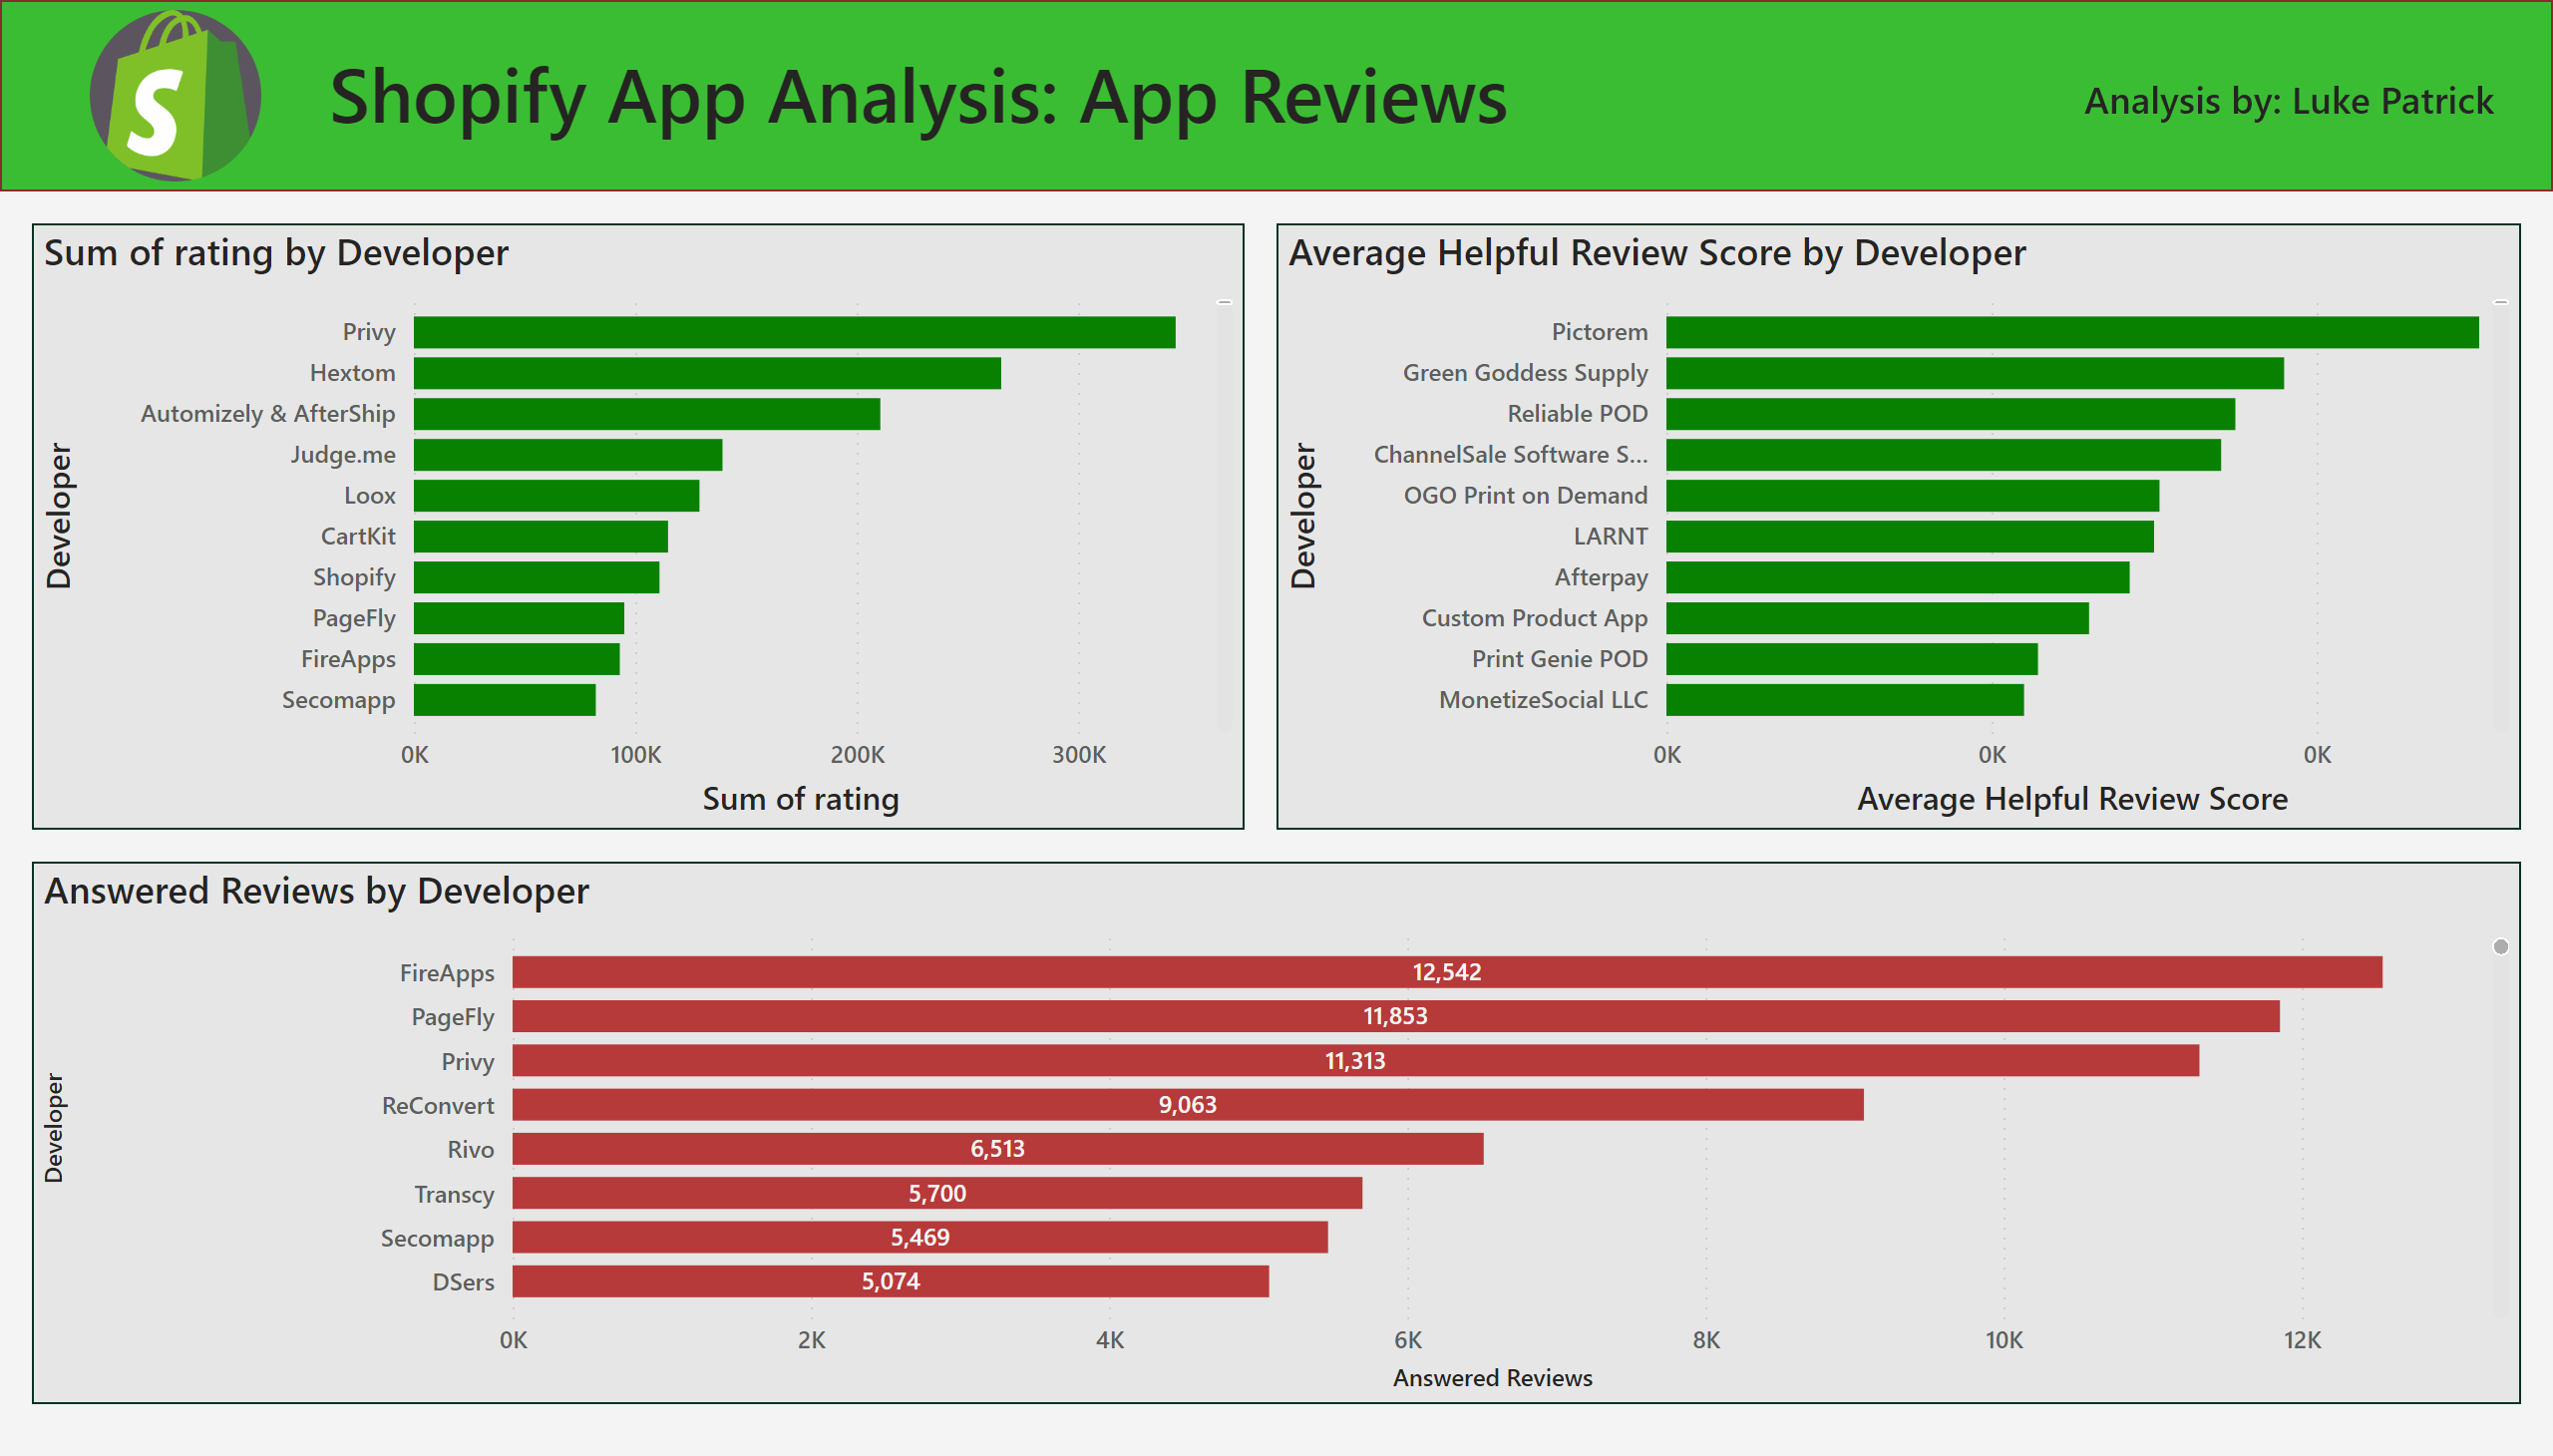 S
Shopify App Analysis: App Reviews
Analysis by: Luke Patrick
Sum of rating by Developer
Developer
Privy
Hextom
Automizely & AfterShip
Judge.me
Loox
CartKit
Shopify
PageFly
FireApps
Secomapp
0K 100K 200K 300K
Sum of rating
Average Helpful Review Score by Developer
Developer
Pictorem
Green Goddess Supply
Reliable POD
ChannelSale Software S...
OGO Print on Demand
LARNT
Afterpay
Custom Product App
Print Genie POD
MonetizeSocial LLC
0K 0K 0K
Average Helpful Review Score
Answered Reviews by Developer
Developer
FireApps 12,542
PageFly 11,853
Privy 11,313
ReConvert 9,063
Rivo 6,513
Transcy 5,700
Secomapp 5,469
DSers 5,074
0K 2K 4K 6K 8K 10K 12K
Answered Reviews